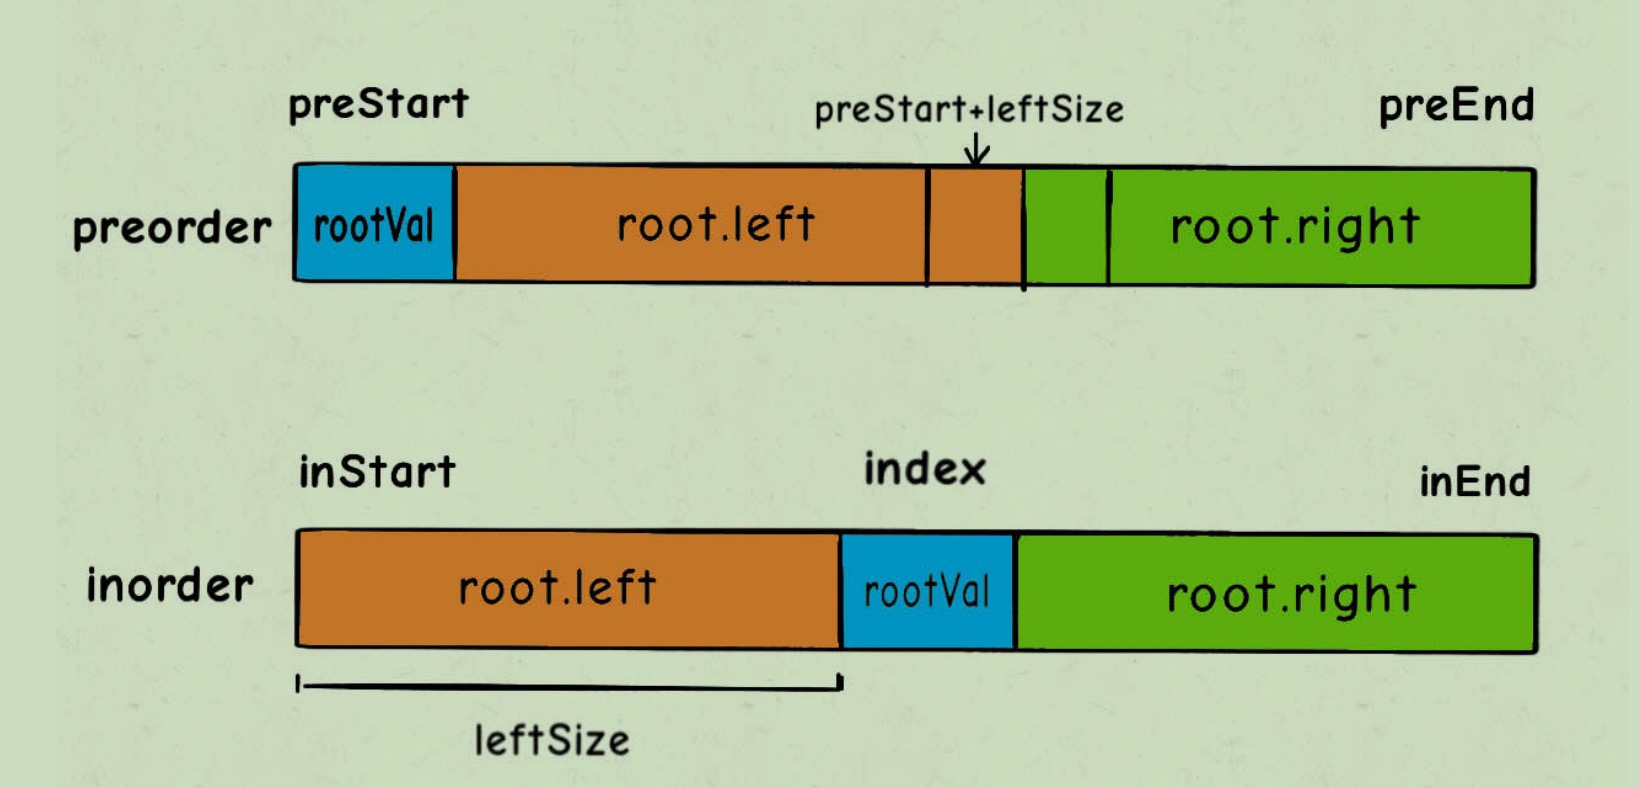 preStart preStart+leftSize preEnd
preorder rootVal root.left root.right
inStart index inEnd
inorder root.left rootVal root.right
leftSize